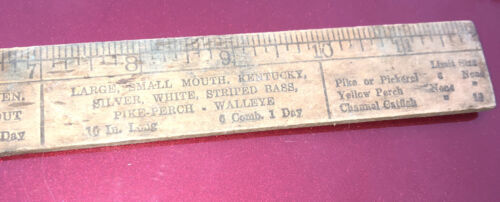 7 8 9 10 11
EN,
OUT
Day
LARGE, SMALL MOUTH, KENTUCKY,
SILVER, WHITE, STRIPED BASS,
PIKE-PERCH - WALLEYE
10 In. Long 6 Comb. 1 Day
Limit Size
Pike or Pickerel 6 None
Yellow Perch None "
Channel Catfish "